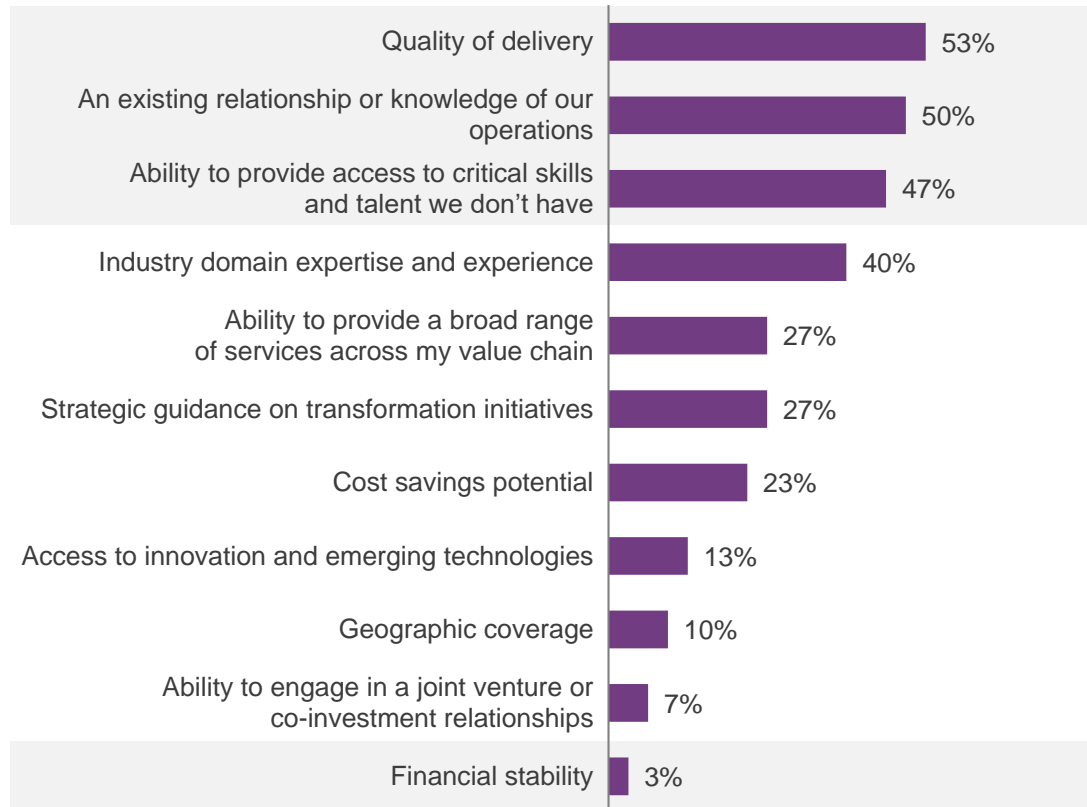 Quality of delivery 53%
An existing relationship or knowledge of our
operations 50%
Ability to provide access to critical skills
and talent we don’t have 47%
Industry domain expertise and experience 40%
Ability to provide a broad range
of services across my value chain 27%
Strategic guidance on transformation initiatives 27%
Cost savings potential 23%
Access to innovation and emerging technologies 13%
Geographic coverage 10%
Ability to engage in a joint venture or
co-investment relationships 7%
Financial stability 3%